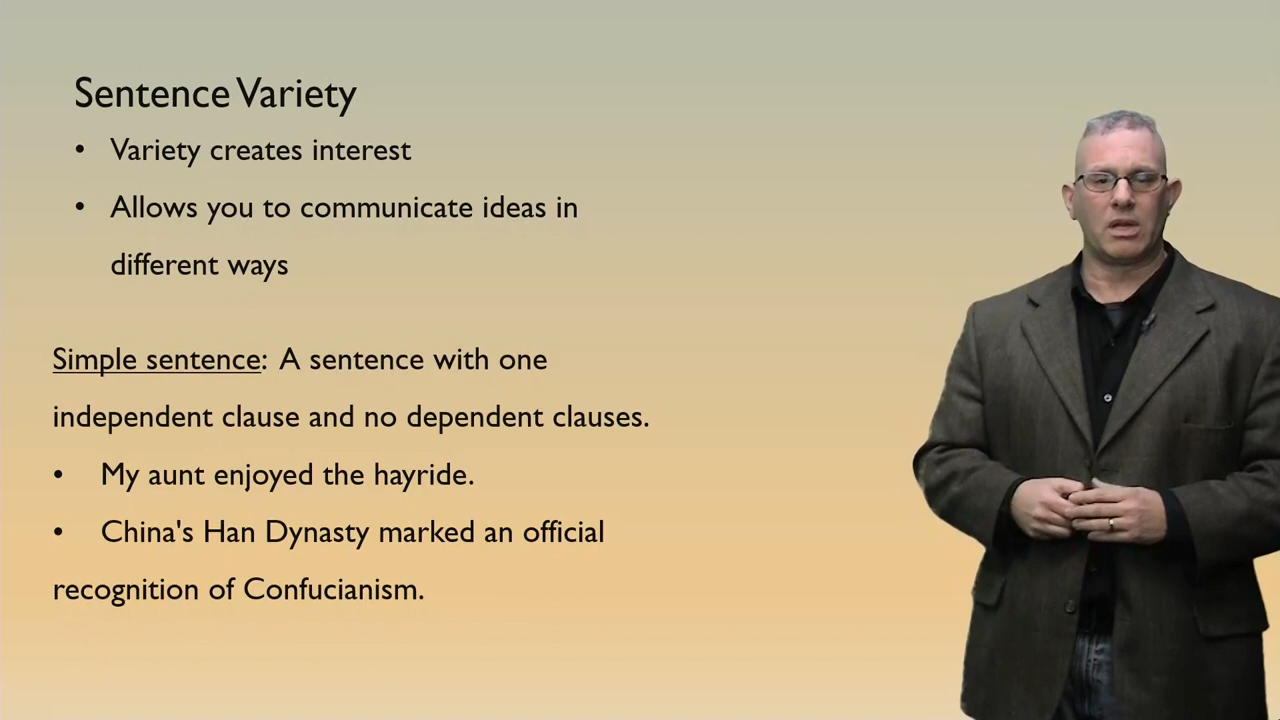 Sentence Variety
• Variety creates interest
• Allows you to communicate ideas in
different ways
Simple sentence: A sentence with one
independent clause and no dependent clauses.
• My aunt enjoyed the hayride.
• China's Han Dynasty marked an official
recognition of Confucianism.